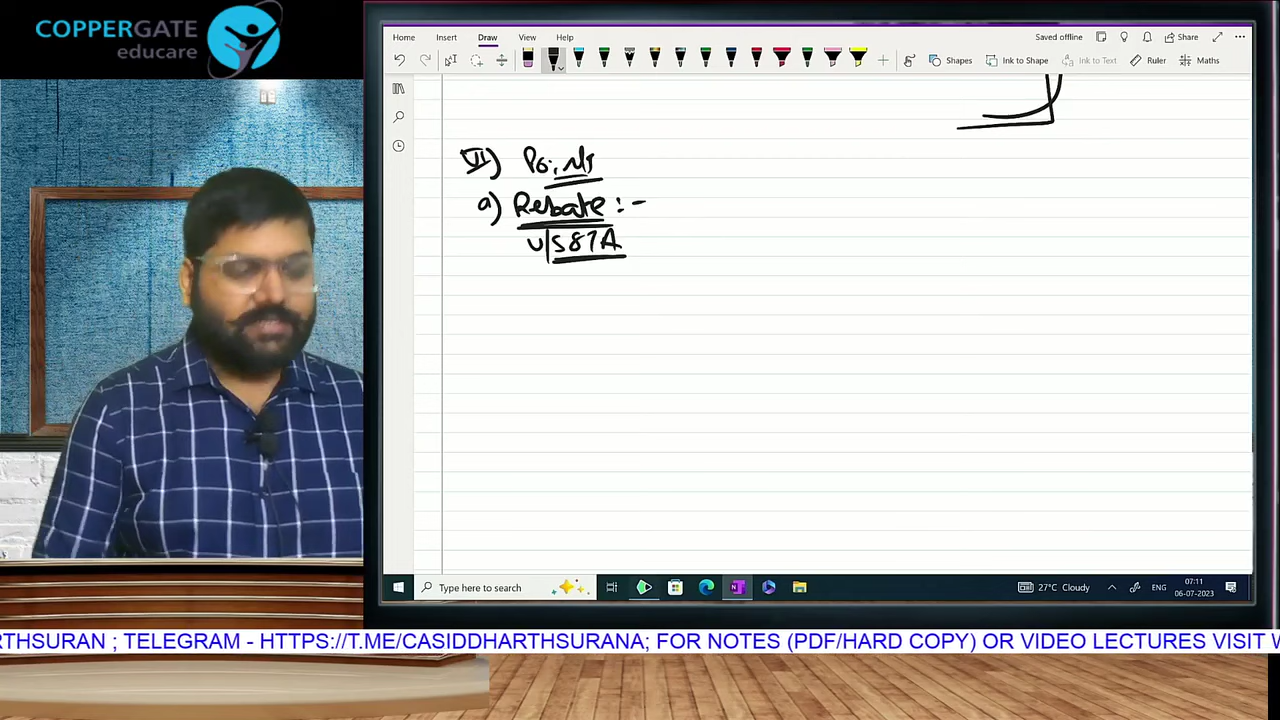 COPPERGATE
educare
Home Insert Draw View Help
Saved offline Share
Shapes Ink to Shape Ink to Text Ruler Maths
VI) Points
a) Rebate :-
u/s 87A
Type here to search
27°C Cloudy ENG 07:11 06-07-2023
RTHSURAN ; TELEGRAM - HTTPS://T.ME/CASIDDHARTHSURANA; FOR NOTES (PDF/HARD COPY) OR VIDEO LECTURES VISIT W